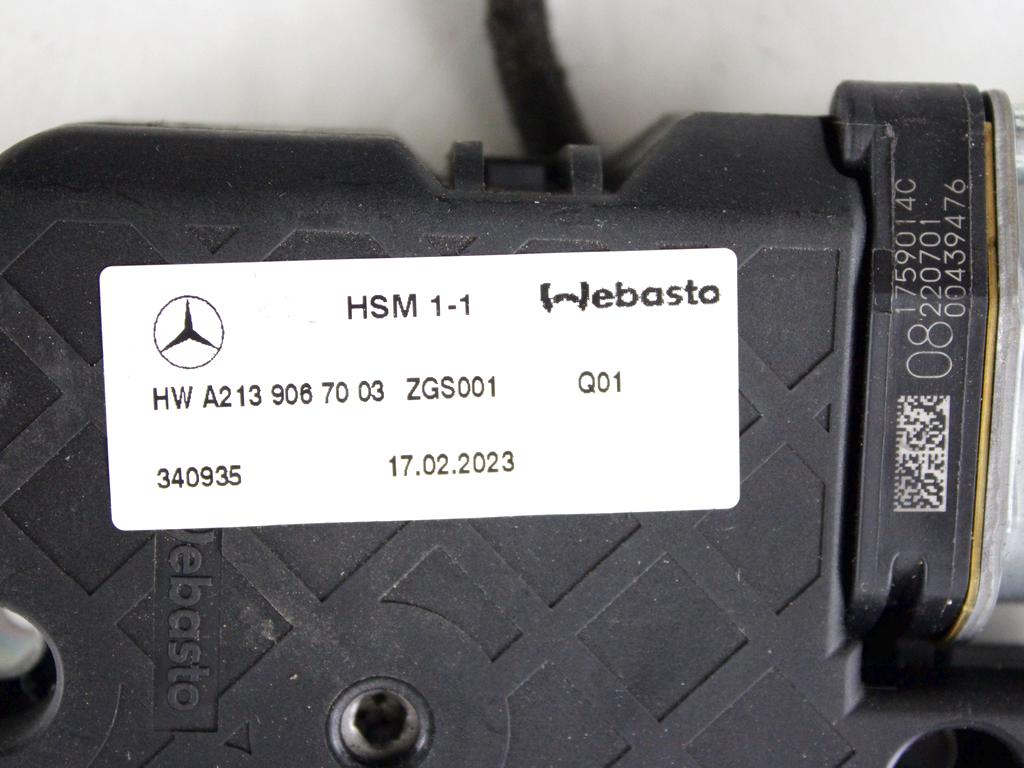 HSM 1-1 Webasto
HW A213 906 70 03 ZGS001 Q01
340935 17.02.2023
1759014C
08 220701
00439476
Webasto